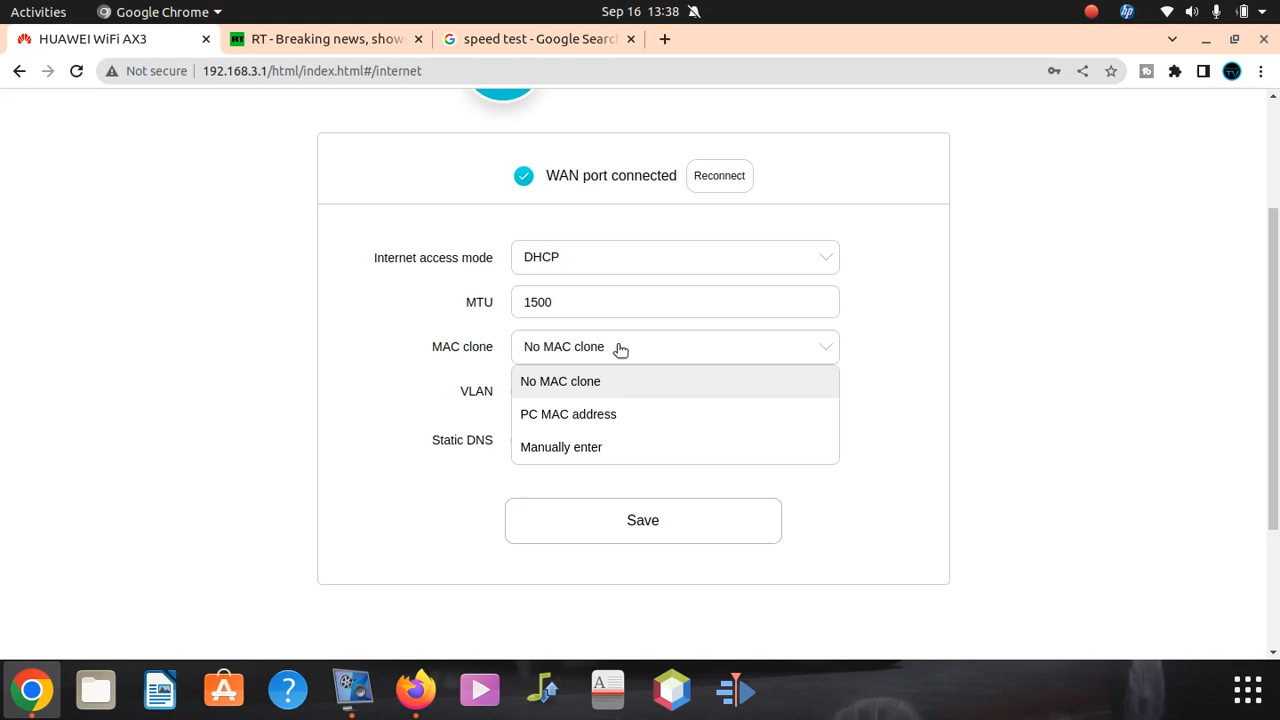 Activities Google Chrome Sep 16 13:38
HUAWEI WiFi AX3 RT - Breaking news, show speed test - Google Searc
Not secure 192.168.3.1/html/index.html#/internet
WAN port connected Reconnect
Internet access mode DHCP
MTU 1500
MAC clone No MAC clone
No MAC clone
VLAN
PC MAC address
Static DNS
Manually enter
Save